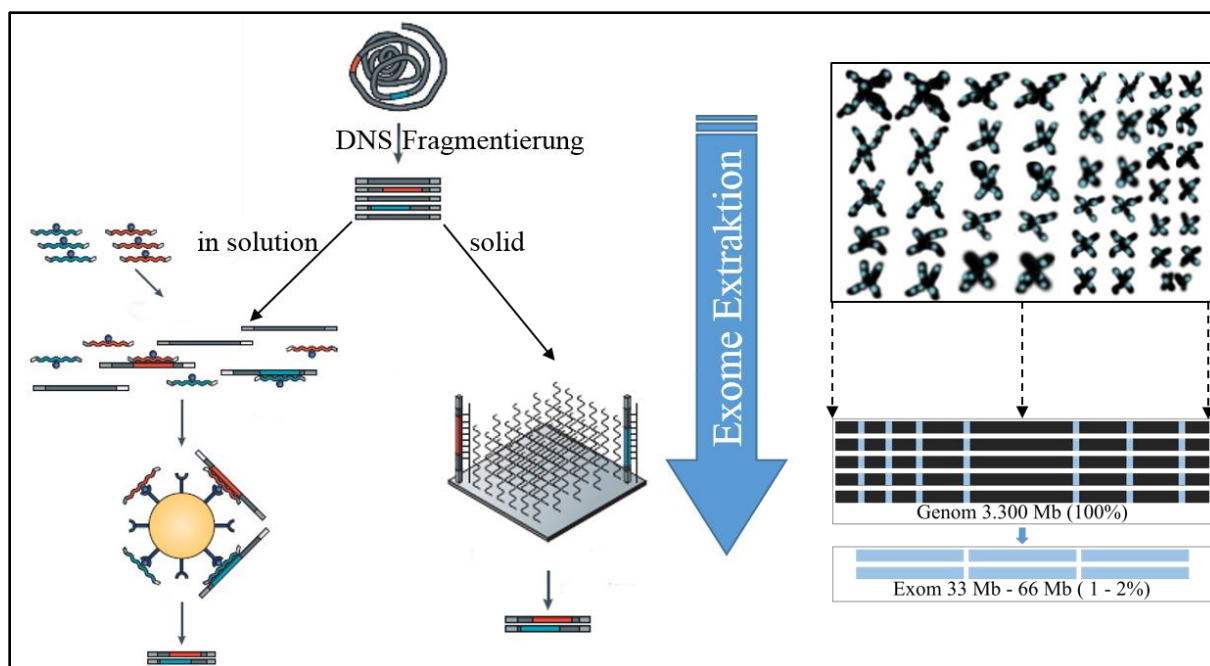 DNS Fragmentierung
in solution
solid
Exome Extraktion
Genom 3.300 Mb (100%)
Exom 33 Mb - 66 Mb ( 1 - 2%)